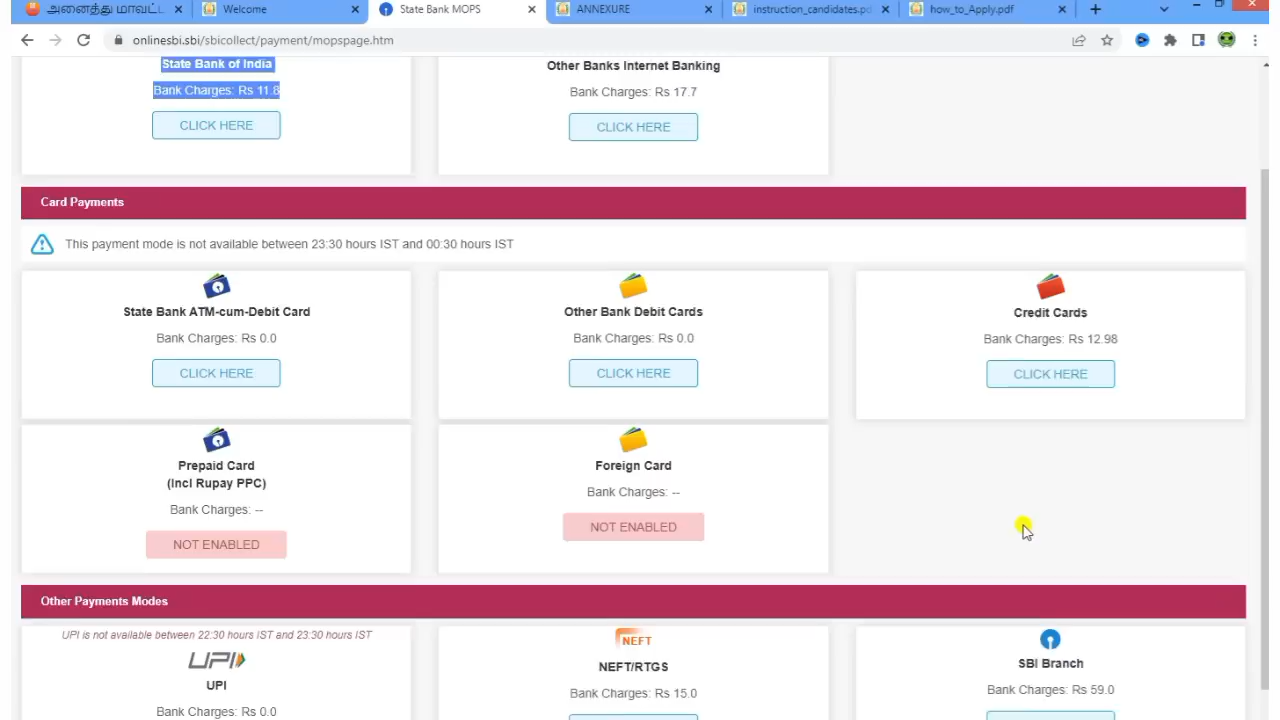 அனைத்து மாவட்ட
Welcome
State Bank MOPS
ANNEXURE
instruction_candidates.pd
how_to_Apply.pdf
onlinesbi.sbi/sbicollect/payment/mopspage.htm
State Bank of India
Bank Charges: Rs 11.8
CLICK HERE
Other Banks Internet Banking
Bank Charges: Rs 17.7
CLICK HERE
Card Payments
This payment mode is not available between 23:30 hours IST and 00:30 hours IST
State Bank ATM-cum-Debit Card
Bank Charges: Rs 0.0
CLICK HERE
Other Bank Debit Cards
Bank Charges: Rs 0.0
CLICK HERE
Credit Cards
Bank Charges: Rs 12.98
CLICK HERE
Prepaid Card
(Incl Rupay PPC)
Bank Charges: --
NOT ENABLED
Foreign Card
Bank Charges: --
NOT ENABLED
Other Payments Modes
UPI is not available between 22:30 hours IST and 23:30 hours IST
UPI
UPI
Bank Charges: Rs 0.0
NEFT
NEFT/RTGS
Bank Charges: Rs 15.0
SBI Branch
Bank Charges: Rs 59.0